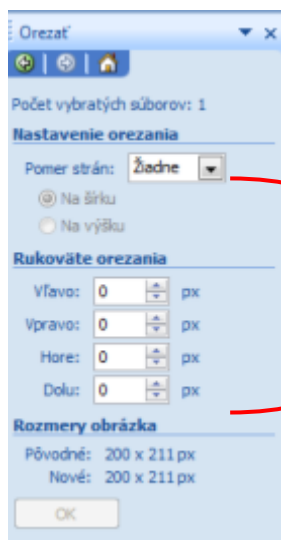 Orezať
Počet vybratých súborov: 1
Nastavenie orezania
Pomer strán: Žiadne
Na šírku
Na výšku
Rukoväte orezania
Vľavo: 0 px
Vpravo: 0 px
Hore: 0 px
Dolu: 0 px
Rozmery obrázka
Pôvodné: 200 x 211 px
Nové: 200 x 211 px
OK